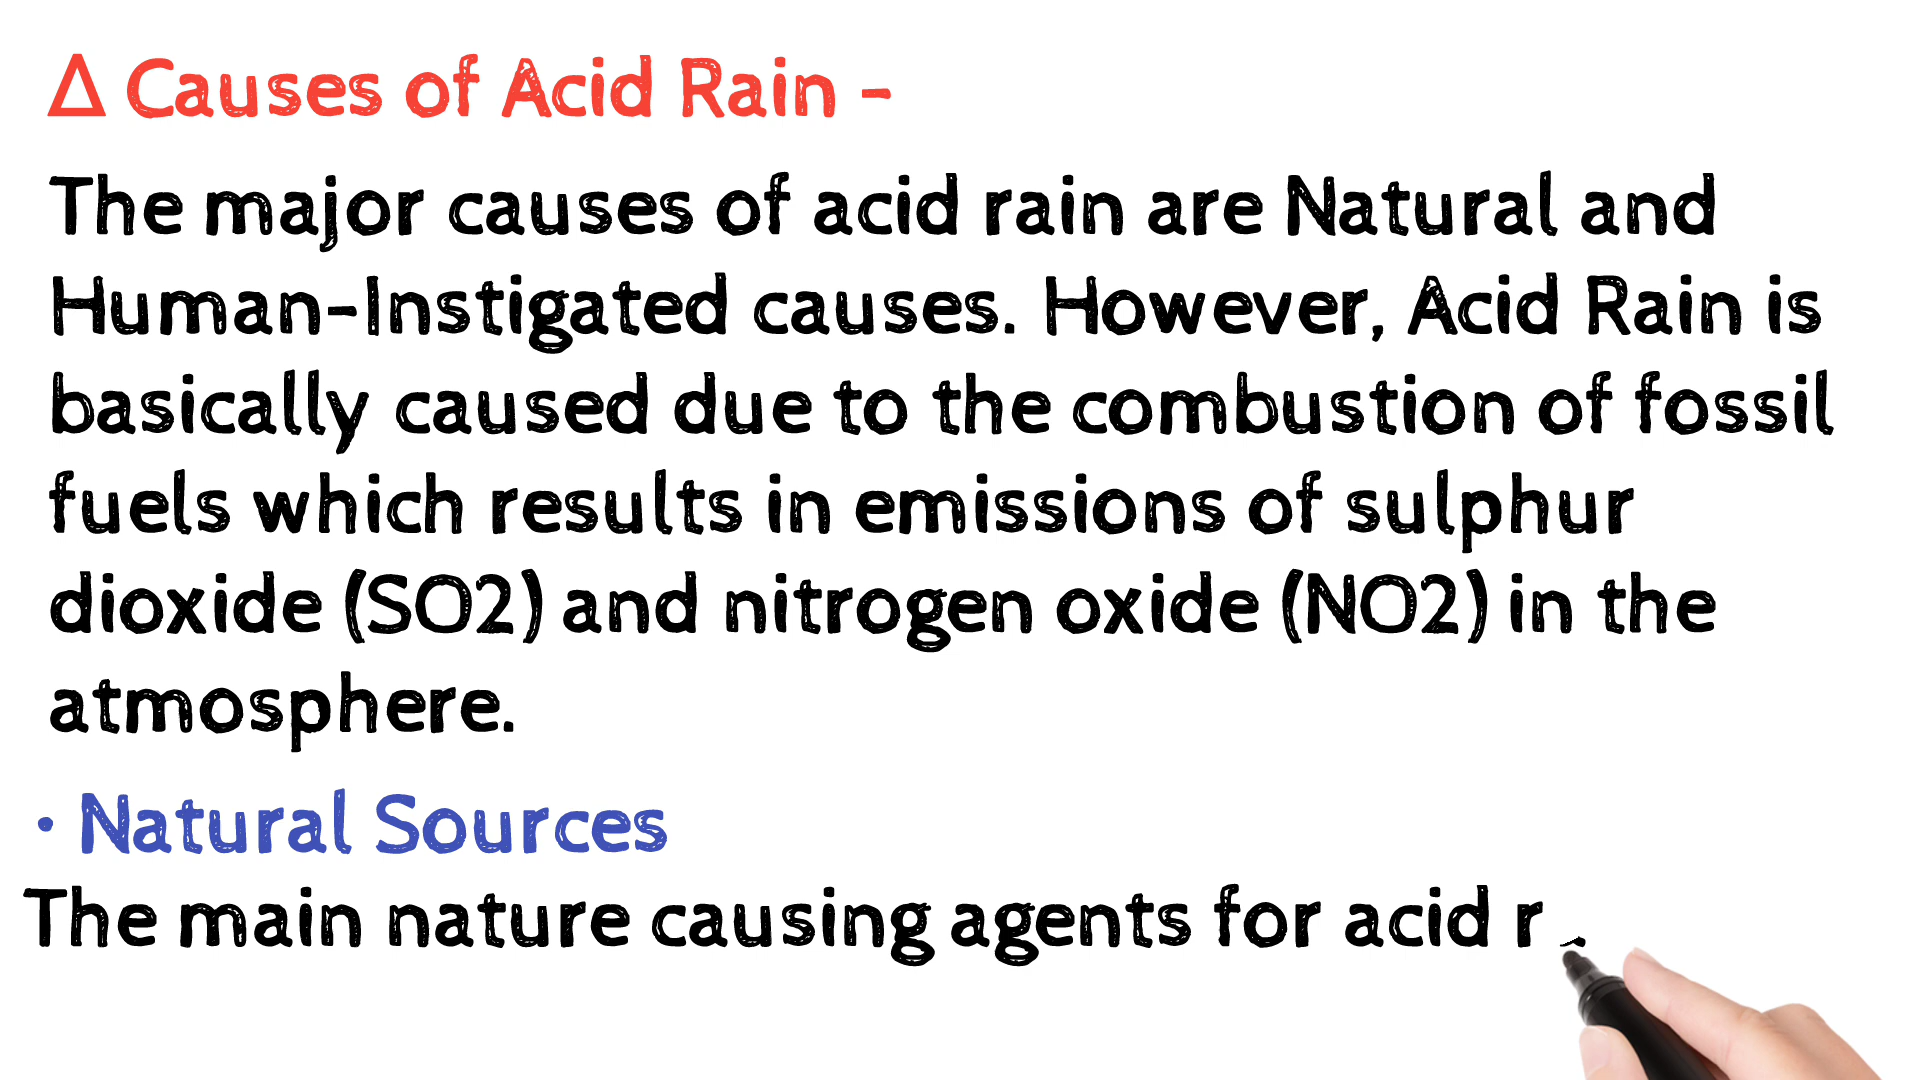 Δ Causes of Acid Rain -
The major causes of acid rain are Natural and
Human-Instigated causes. However, Acid Rain is
basically caused due to the combustion of fossil
fuels which results in emissions of sulphur
dioxide (SO2) and nitrogen oxide (NO2) in the
atmosphere.
• Natural Sources
The main nature causing agents for acid r